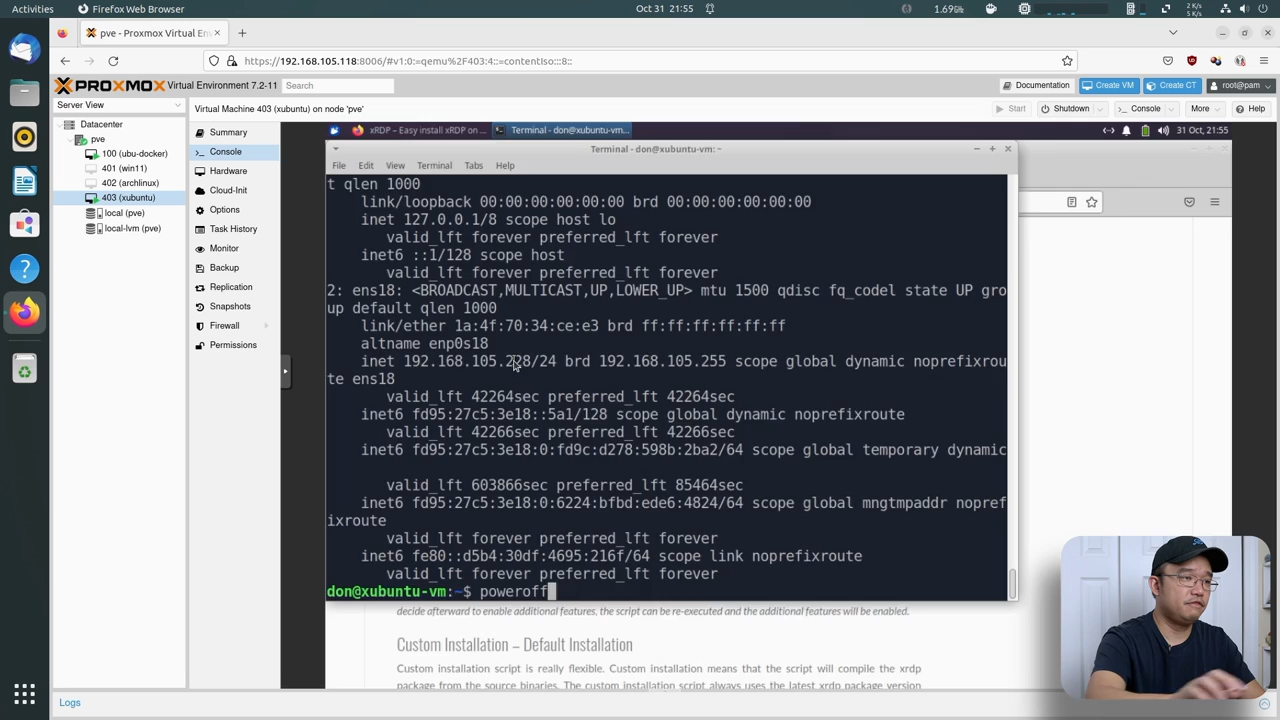 Activities
Firefox Web Browser
Oct 31 21:55
1.69%
2 K/s
4 K/s
pve - Proxmox Virtual Env
https://192.168.105.118:8006/#v1:0:=qemu%2F403:4::=contentIso:::8::
PROXMOX Virtual Environment 7.2-11
Search
Documentation
Create VM
Create CT
root@pam
Server View
Virtual Machine 403 (xubuntu) on node 'pve'
Start
Shutdown
Console
More
Help
Datacenter
pve
100 (ubu-docker)
401 (win11)
402 (archlinux)
403 (xubuntu)
local (pve)
local-lvm (pve)
Summary
Console
Hardware
Cloud-Init
Options
Task History
Monitor
Backup
Replication
Snapshots
Firewall
Permissions
xRDP – Easy install xRDP on ...
Terminal - don@xubuntu-vm...
31 Oct, 21:55
Terminal - don@xubuntu-vm: ~
File Edit View Terminal Tabs Help
t qlen 1000
link/loopback 00:00:00:00:00:00 brd 00:00:00:00:00:00
inet 127.0.0.1/8 scope host lo
valid_lft forever preferred_lft forever
inet6 ::1/128 scope host
valid_lft forever preferred_lft forever
2: ens18: <BROADCAST,MULTICAST,UP,LOWER_UP> mtu 1500 qdisc fq_codel state UP gro
up default qlen 1000
link/ether 1a:4f:70:34:ce:e3 brd ff:ff:ff:ff:ff:ff
altname enp0s18
inet 192.168.105.228/24 brd 192.168.105.255 scope global dynamic noprefixrou
te ens18
valid_lft 42264sec preferred_lft 42264sec
inet6 fd95:27c5:3e18::5a1/128 scope global dynamic noprefixroute
valid_lft 42266sec preferred_lft 42266sec
inet6 fd95:27c5:3e18:0:fd9c:d278:598b:2ba2/64 scope global temporary dynamic
valid_lft 603866sec preferred_lft 85464sec
inet6 fd95:27c5:3e18:0:6224:bfbd:ede6:4824/64 scope global mngtmpaddr nopref
ixroute
valid_lft forever preferred_lft forever
inet6 fe80::d5b4:30df:4695:216f/64 scope link noprefixroute
valid_lft forever preferred_lft forever
don@xubuntu-vm:~$ poweroff
decide afterward to enable additional features, the script can be re-executed and the additional features will be enabled.
Custom Installation – Default Installation
Custom installation script is really flexible. Custom installation means that the script will compile the xrdp
package from the source binaries. The custom installation script always uses the latest xrdp package version
Logs